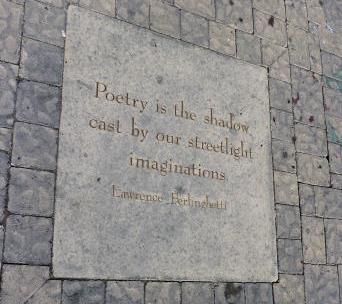 Poetry is the shadow
cast by our streetlight
imaginations.
Lawrence Ferlinghetti